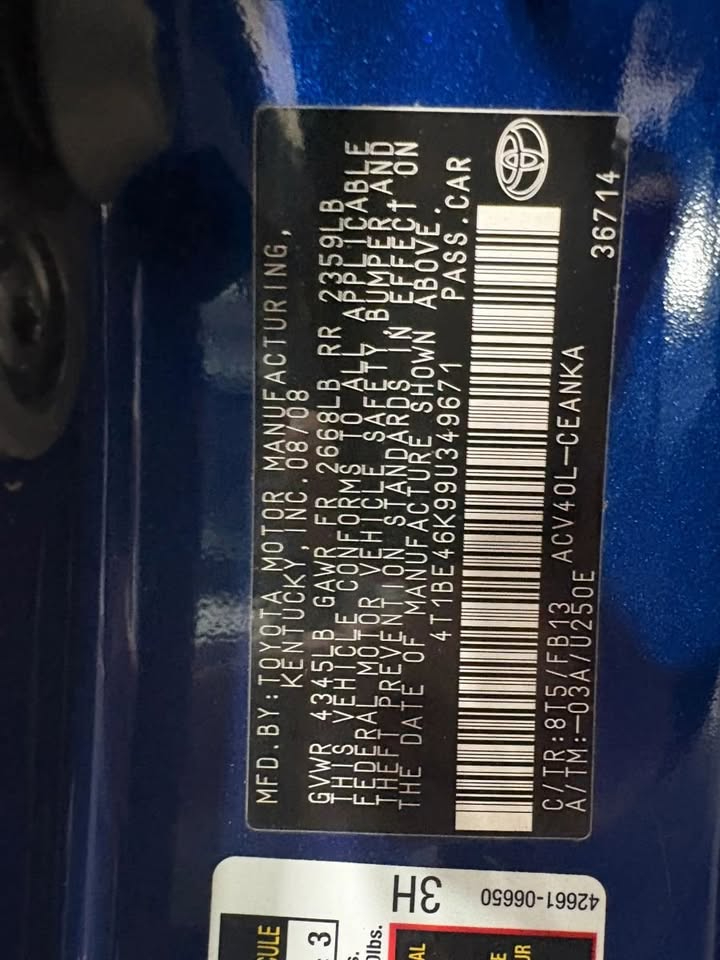 MFD.BY:TOYOTA MOTOR MANUFACTURING,
KENTUCKY,INC.08/08
GVWR 4345LB GAWR FR 2668LB RR 2359LB
THIS VEHICLE CONFORMS TO ALL APPLICABLE
FEDERAL MOTOR VEHICLE SAFETY, BUMPER,AND
THEFT PREVENTION STANDARDS IN EFFECT ON
THE DATE OF MANUFACTURE SHOWN ABOVE.
4T1BE46K99U349671 PASS.CAR
C/TR:8T5/FB13 ACV40L-CEANKA
A/TM:-03A/U250E 36714
3H
42661-06650
3